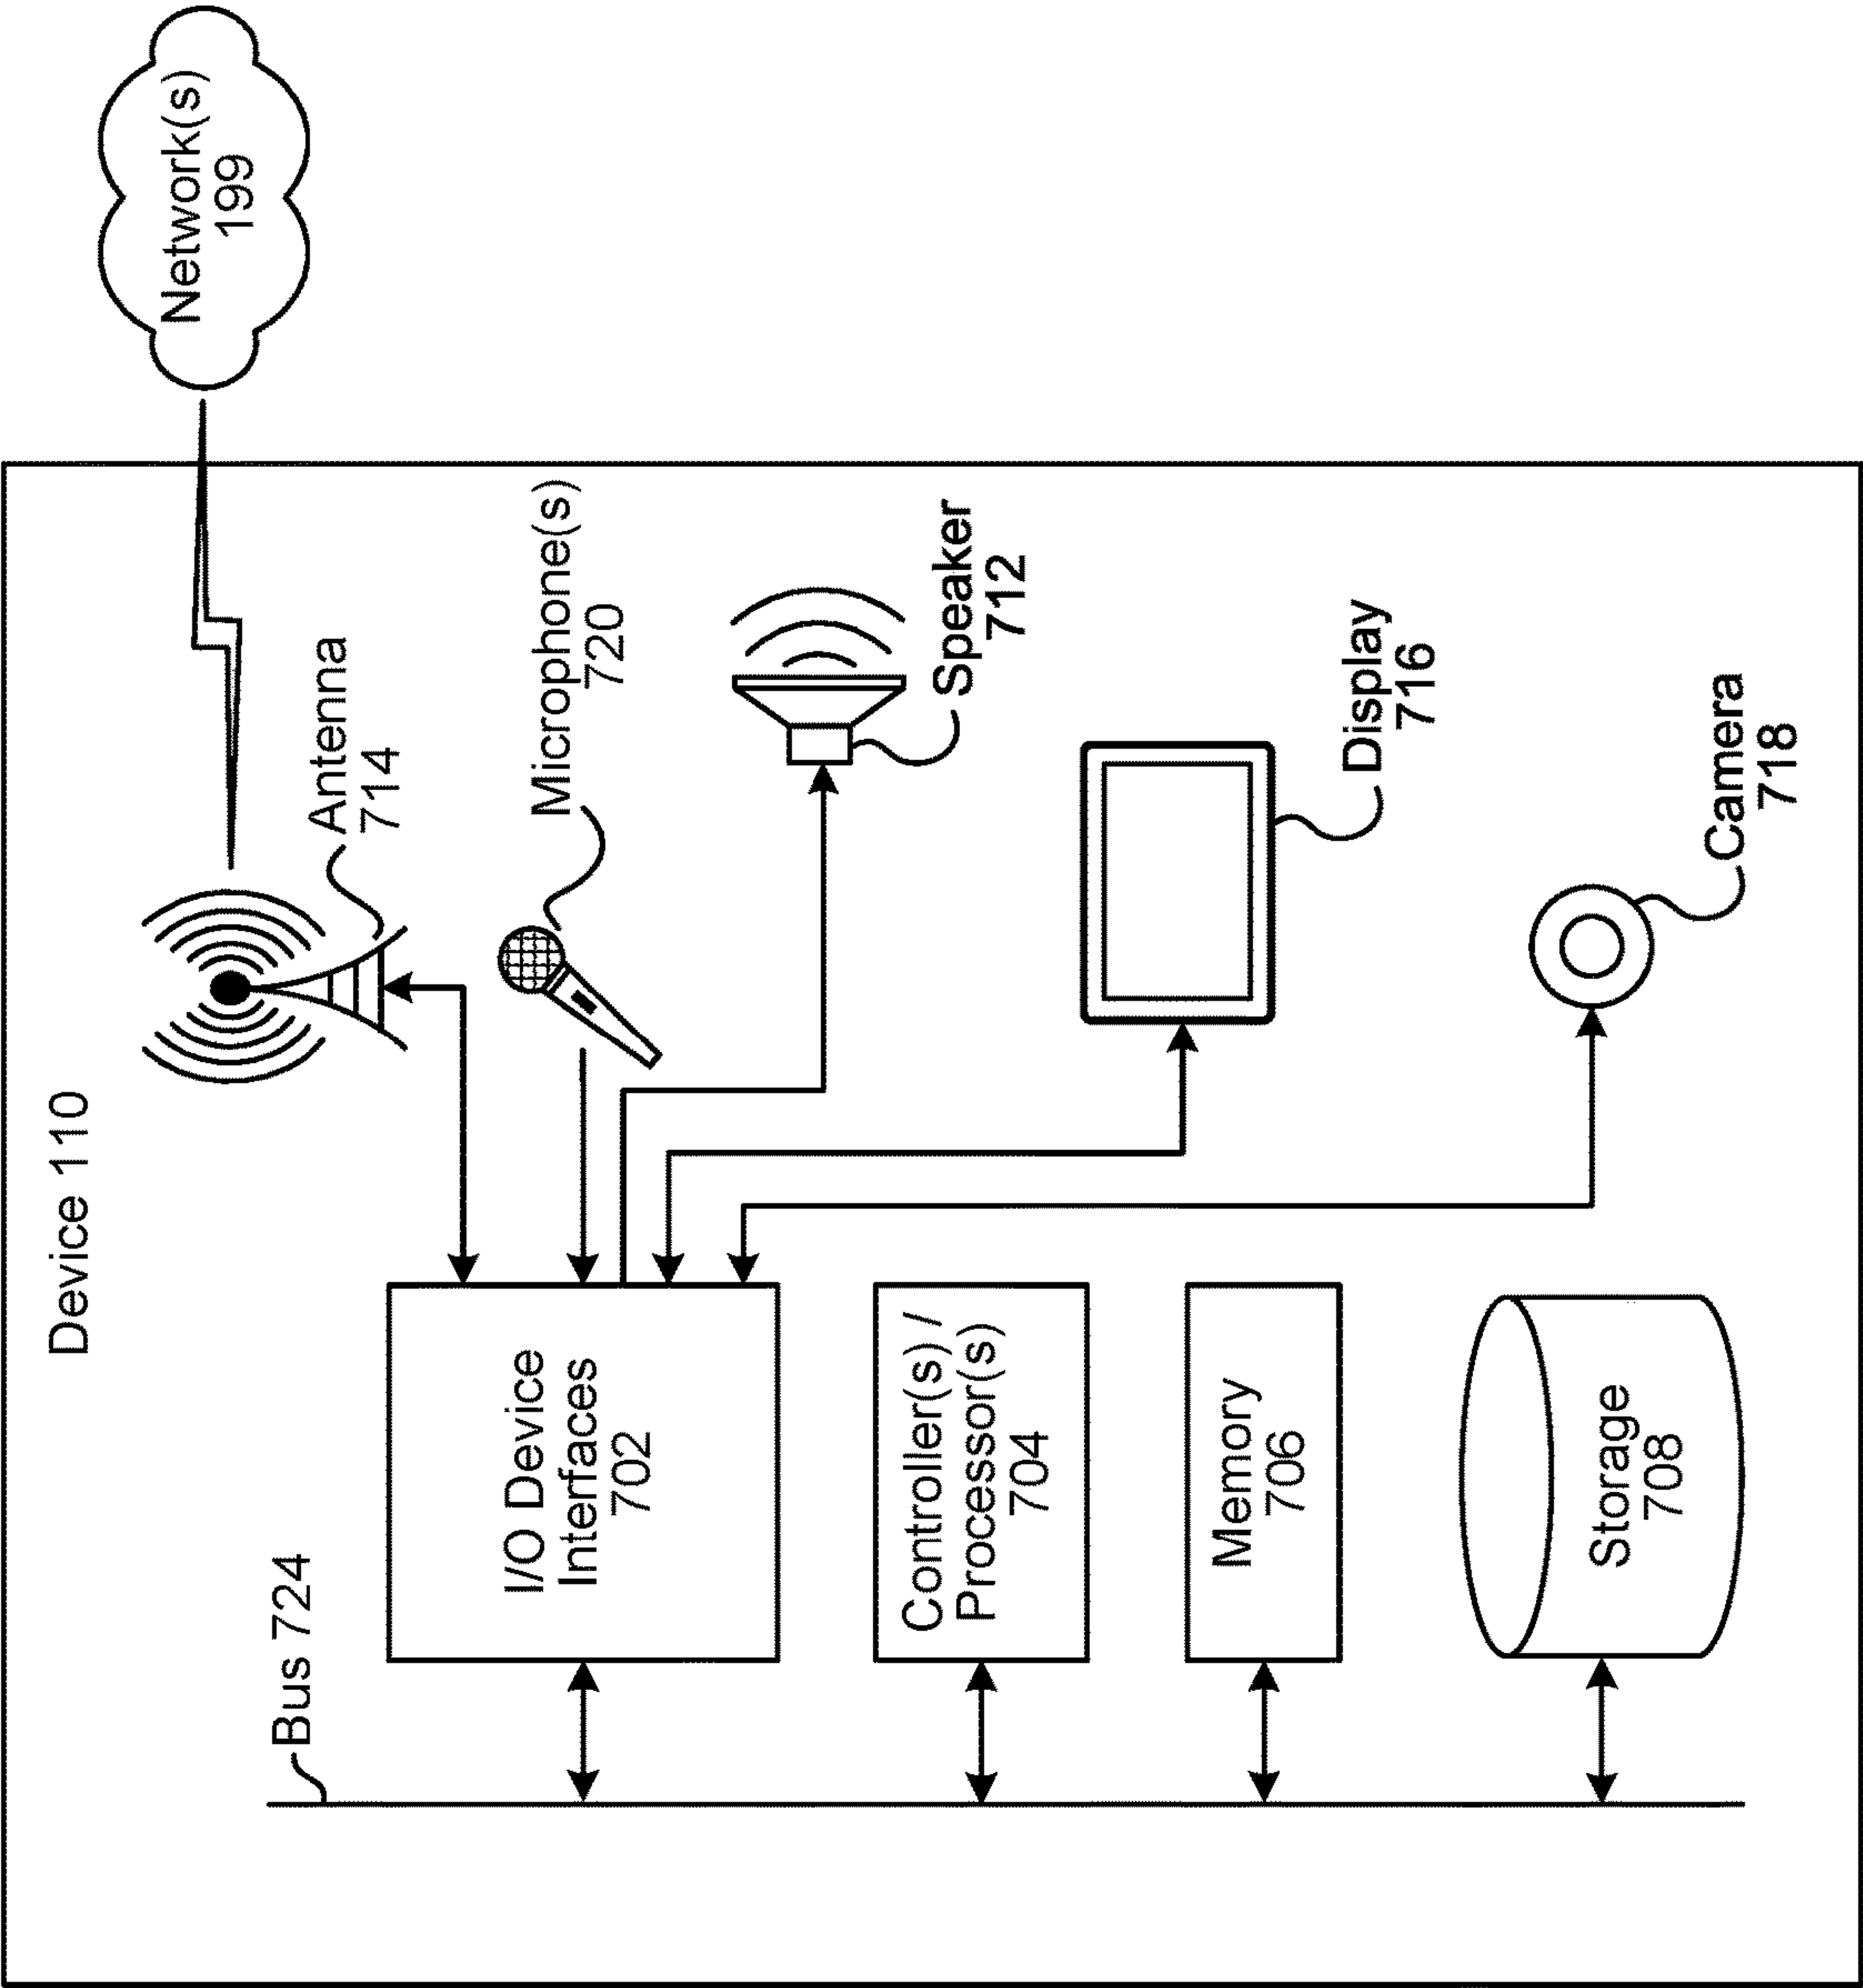 Device 110
Network(s)
199
Bus 724
Antenna
714
I/O Device
Interfaces
702
Microphone(s)
720
Speaker
712
Controller(s) /
Processor(s)
704
Display
716
Memory
706
Storage
708
Camera
718